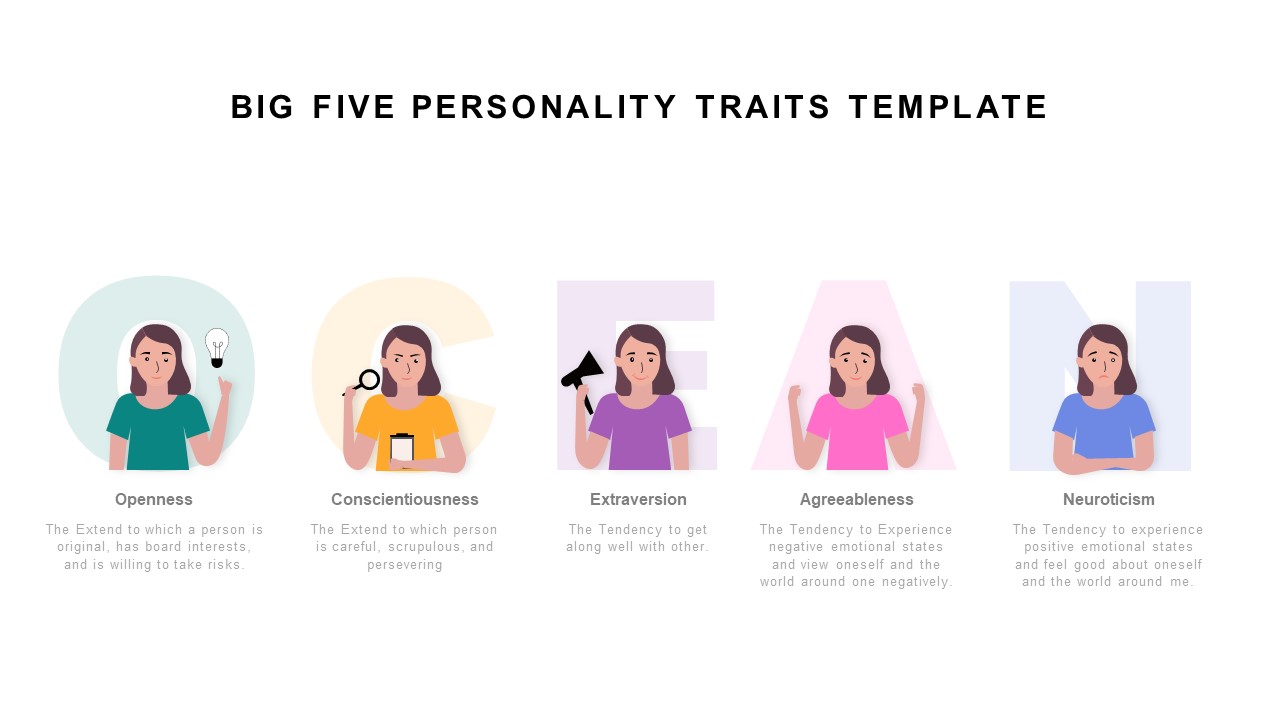 BIG FIVE PERSONALITY TRAITS TEMPLATE
O C E A N
Openness
The Extend to which a person is
original, has board interests,
and is willing to take risks.
Conscientiousness
The Extend to which person
is careful, scrupulous, and
persevering
Extraversion
The Tendency to get
along well with other.
Agreeableness
The Tendency to Experience
negative emotional states
and view oneself and the
world around one negatively.
Neuroticism
The Tendency to experience
positive emotional states
and feel good about oneself
and the world around me.